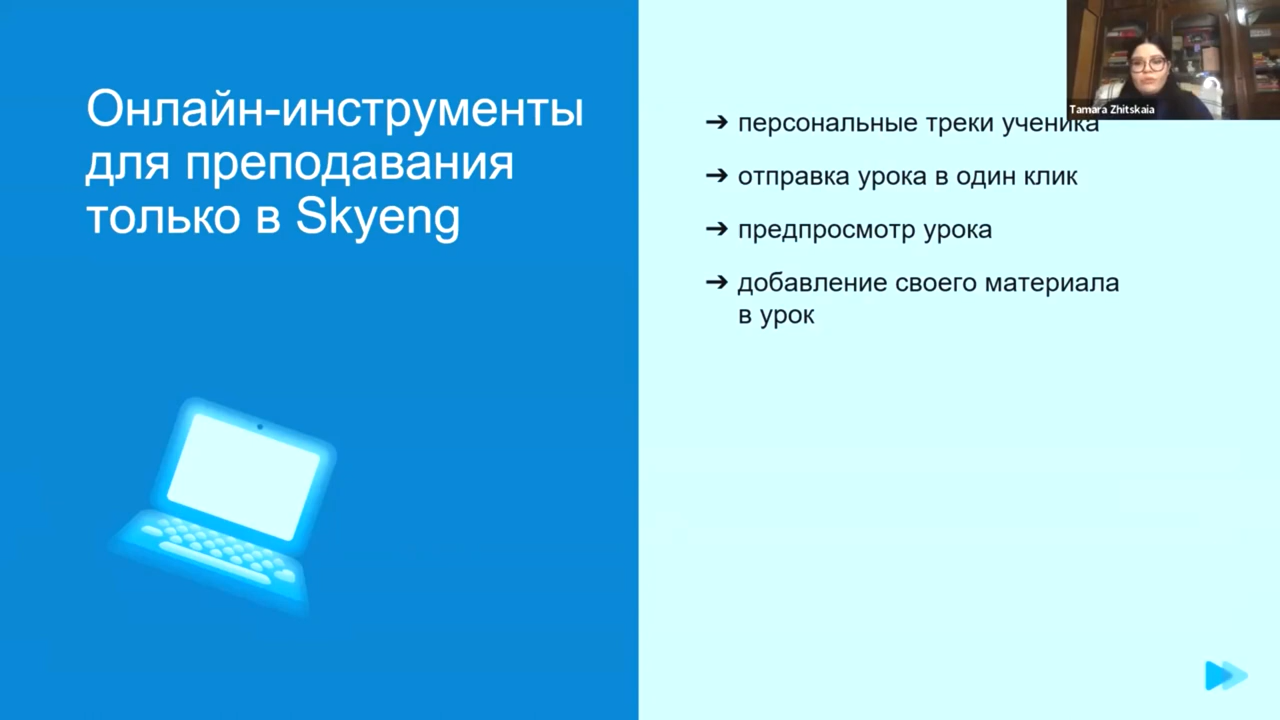 Онлайн-инструменты
для преподавания
только в Skyeng
Tamara Zhitskaia
➔ персональные треки ученика
➔ отправка урока в один клик
➔ предпросмотр урока
➔ добавление своего материала
в урок